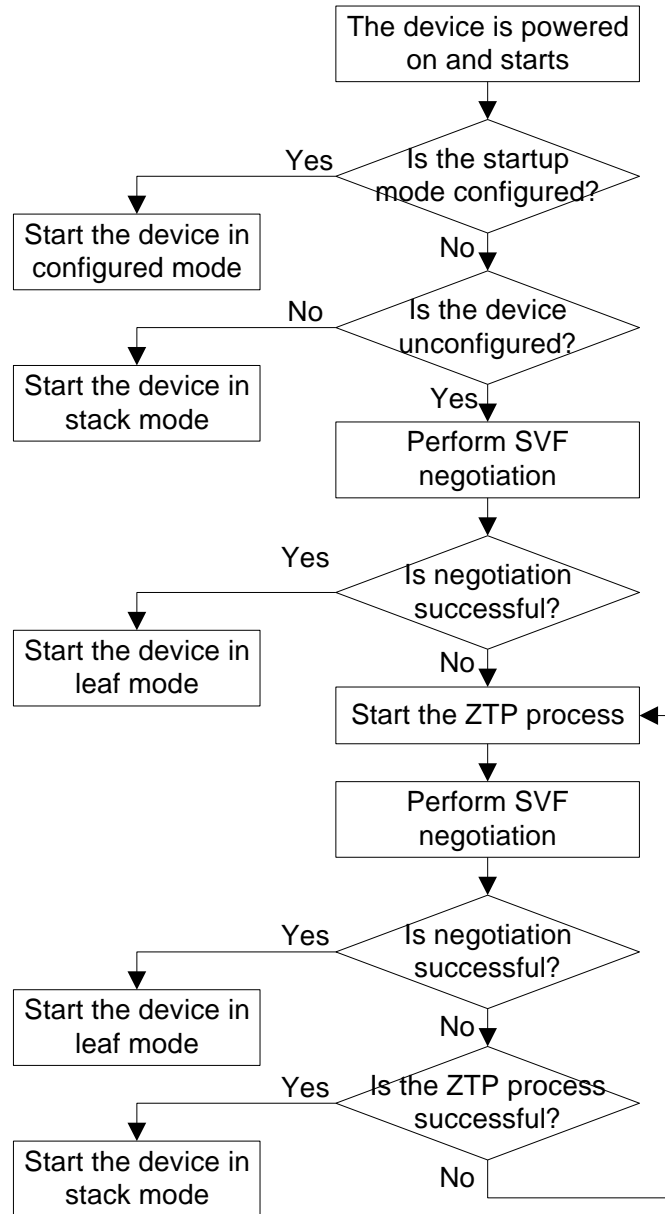 The device is powered
on and starts
Yes
Is the startup
mode configured?
Start the device in
configured mode
No
No
Is the device
unconfigured?
Start the device in
stack mode
Yes
Perform SVF
negotiation
Yes
Is negotiation
successful?
Start the device in
leaf mode
No
Start the ZTP process
Perform SVF
negotiation
Yes
Is negotiation
successful?
Start the device in
leaf mode
No
Yes
Is the ZTP process
successful?
Start the device in
stack mode
No